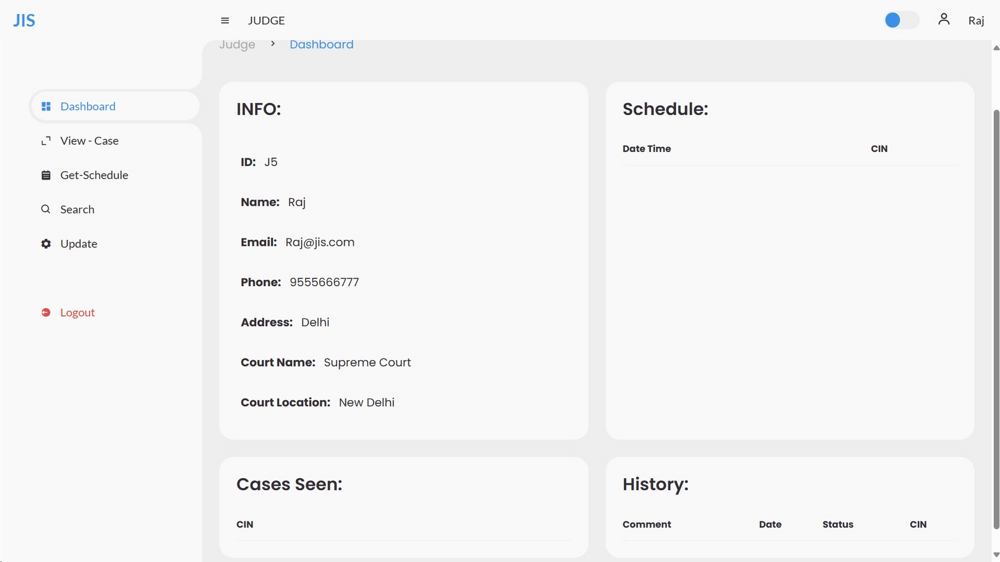 JIS
JUDGE
Raj
Judge
Dashboard
Dashboard
View - Case
Get-Schedule
Search
Update
Logout
INFO:
ID: J5
Name: Raj
Email: Raj@jis.com
Phone: 9555666777
Address: Delhi
Court Name: Supreme Court
Court Location: New Delhi
Schedule:
Date Time CIN
Cases Seen:
CIN
History:
Comment Date Status CIN